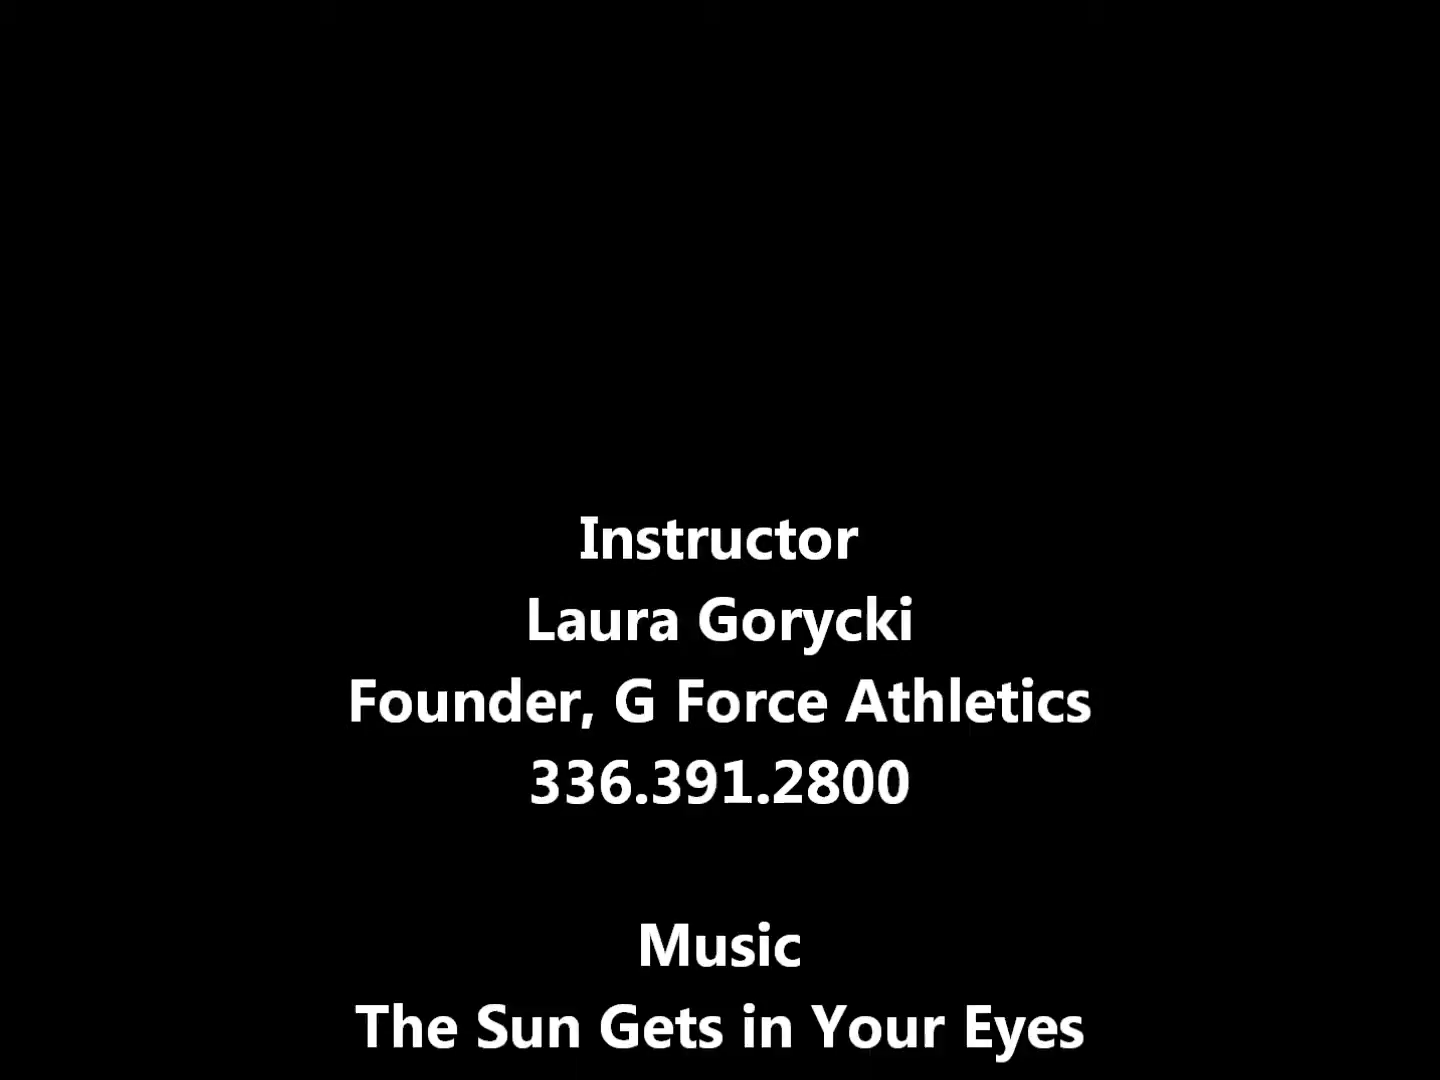 Instructor
Laura Gorycki
Founder, G Force Athletics
336.391.2800
Music
The Sun Gets in Your Eyes